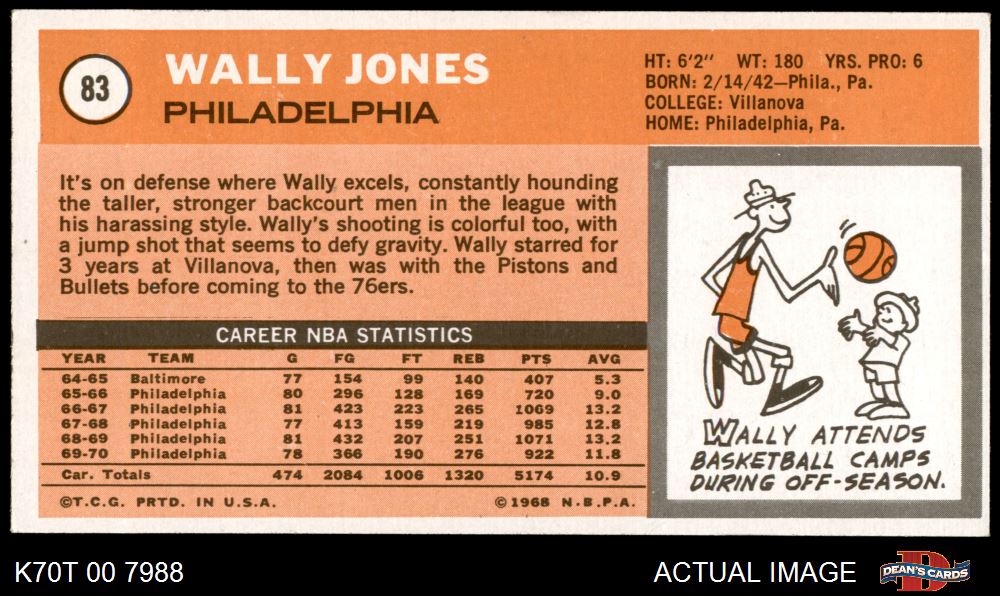 83
WALLY JONES
PHILADELPHIA
HT: 6'2" WT: 180 YRS. PRO: 6
BORN: 2/14/42—Phila., Pa.
COLLEGE: Villanova
HOME: Philadelphia, Pa.
It's on defense where Wally excels, constantly hounding
the taller, stronger backcourt men in the league with
his harassing style. Wally's shooting is colorful too, with
a jump shot that seems to defy gravity. Wally starred for
3 years at Villanova, then was with the Pistons and
Bullets before coming to the 76ers.
CAREER NBA STATISTICS
YEAR TEAM G FG FT REB PTS AVG
64-65 Baltimore 77 154 99 140 407 5.3
65-66 Philadelphia 80 296 128 169 720 9.0
66-67 Philadelphia 81 423 223 265 1069 13.2
67-68 Philadelphia 77 413 159 219 985 12.8
68-69 Philadelphia 81 432 207 251 1071 13.2
69-70 Philadelphia 78 366 190 276 922 11.8
Car. Totals 474 2084 1006 1320 5174 10.9
©T.C.G. PRTD. IN U.S.A. ©1968 N.B.P.A.
WALLY ATTENDS
BASKETBALL CAMPS
DURING OFF-SEASON.
K70T 00 7988
ACTUAL IMAGE
D
DEAN'S CARDS